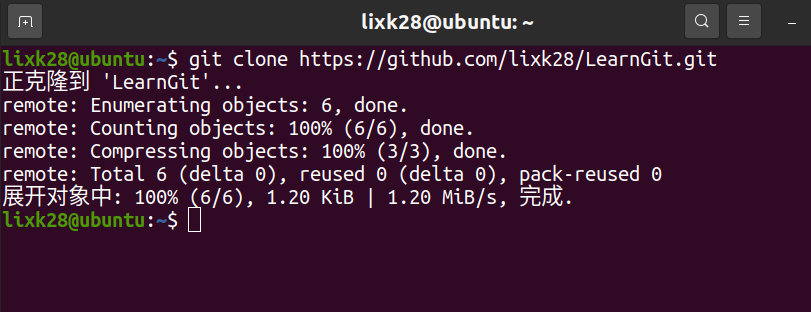 lixk28@ubuntu: ~
lixk28@ubuntu:~$ git clone https://github.com/lixk28/LearnGit.git
正克隆到 'LearnGit'...
remote: Enumerating objects: 6, done.
remote: Counting objects: 100% (6/6), done.
remote: Compressing objects: 100% (3/3), done.
remote: Total 6 (delta 0), reused 0 (delta 0), pack-reused 0
展开对象中: 100% (6/6), 1.20 KiB | 1.20 MiB/s, 完成.
lixk28@ubuntu:~$